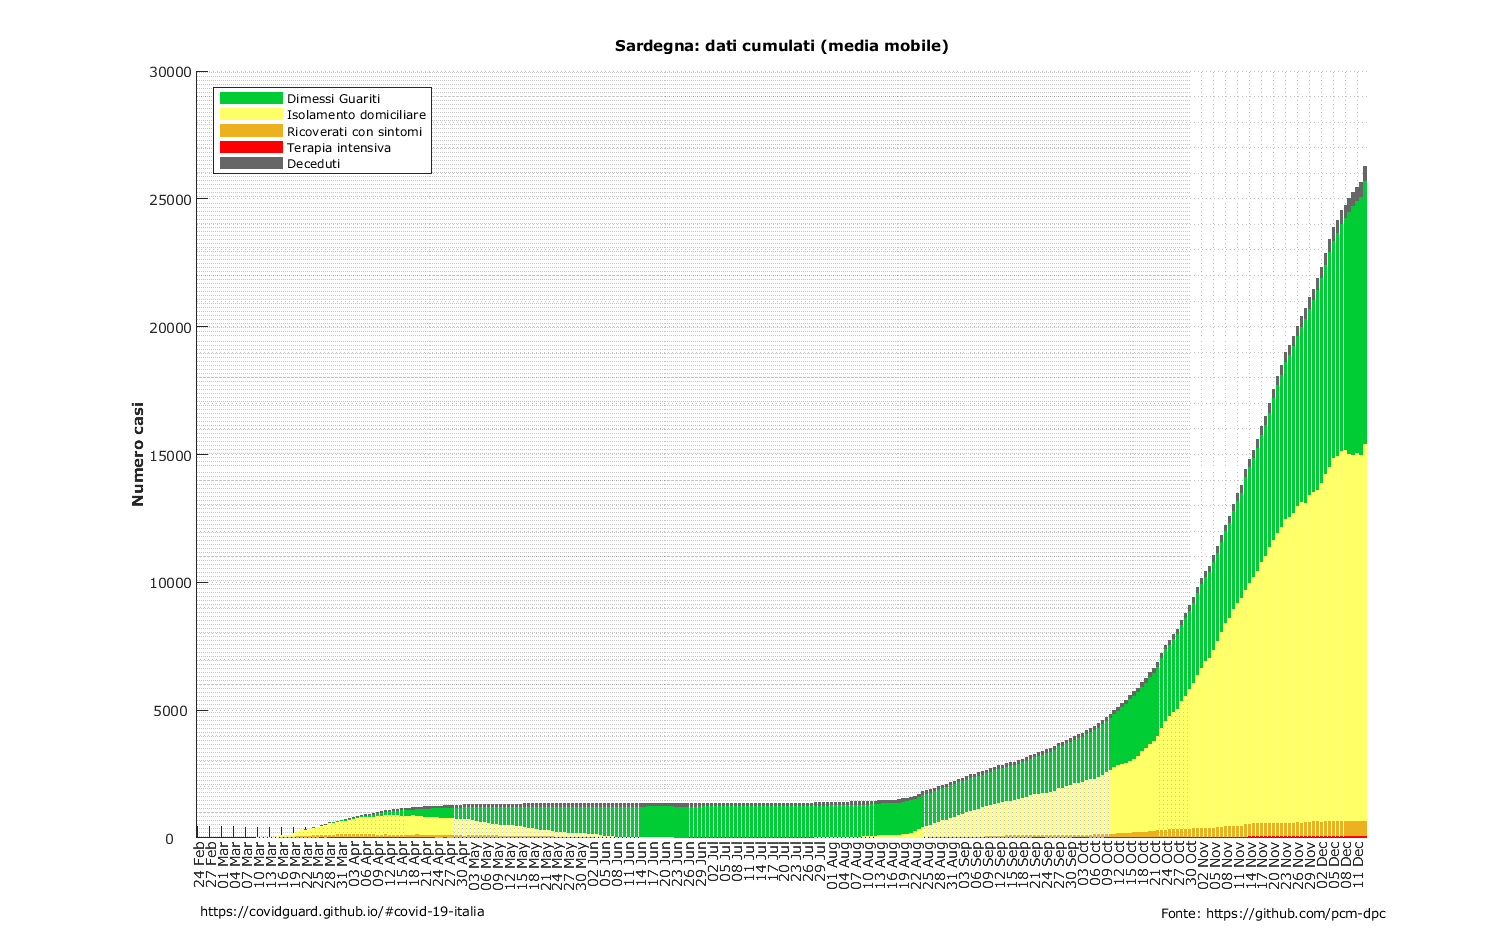 Sardegna: dati cumulati (media mobile)
Numero casi
30000
25000
20000
15000
10000
5000
0
Dimessi Guariti
Isolamento domiciliare
Ricoverati con sintomi
Terapia intensiva
Deceduti
24 Feb
27 Feb
01 Mar
04 Mar
07 Mar
10 Mar
13 Mar
16 Mar
19 Mar
22 Mar
25 Mar
28 Mar
31 Mar
03 Apr
06 Apr
09 Apr
12 Apr
15 Apr
18 Apr
21 Apr
24 Apr
27 Apr
30 Apr
03 May
06 May
09 May
12 May
15 May
18 May
21 May
24 May
27 May
30 May
02 Jun
05 Jun
08 Jun
11 Jun
14 Jun
17 Jun
20 Jun
23 Jun
26 Jun
29 Jun
02 Jul
05 Jul
08 Jul
11 Jul
14 Jul
17 Jul
20 Jul
23 Jul
26 Jul
29 Jul
01 Aug
04 Aug
07 Aug
10 Aug
13 Aug
16 Aug
19 Aug
22 Aug
25 Aug
28 Aug
31 Aug
03 Sep
06 Sep
09 Sep
12 Sep
15 Sep
18 Sep
21 Sep
24 Sep
27 Sep
30 Sep
03 Oct
06 Oct
09 Oct
12 Oct
15 Oct
18 Oct
21 Oct
24 Oct
27 Oct
30 Oct
02 Nov
05 Nov
08 Nov
11 Nov
14 Nov
17 Nov
20 Nov
23 Nov
26 Nov
29 Nov
02 Dec
05 Dec
08 Dec
11 Dec
https://covidguard.github.io/#covid-19-italia
Fonte: https://github.com/pcm-dpc